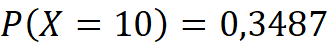 P(X = 10) = 0,3487